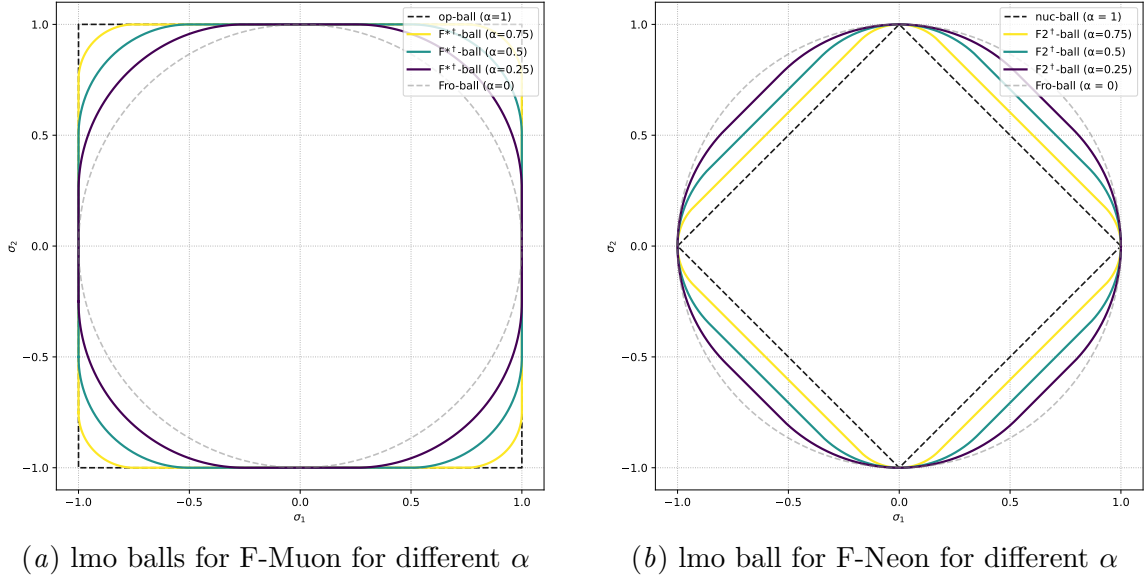 1.0
0.5
0.0
−0.5
−1.0
σ₂
−1.0 −0.5 0.0 0.5 1.0
σ₁
op-ball (α=1)
F*†-ball (α=0.75)
F*†-ball (α=0.5)
F*†-ball (α=0.25)
Fro-ball (α=0)
(a) lmo balls for F-Muon for different α
1.0
0.5
0.0
−0.5
−1.0
σ₂
−1.0 −0.5 0.0 0.5 1.0
σ₁
nuc-ball (α = 1)
F2†-ball (α=0.75)
F2†-ball (α=0.5)
F2†-ball (α=0.25)
Fro-ball (α = 0)
(b) lmo ball for F-Neon for different α